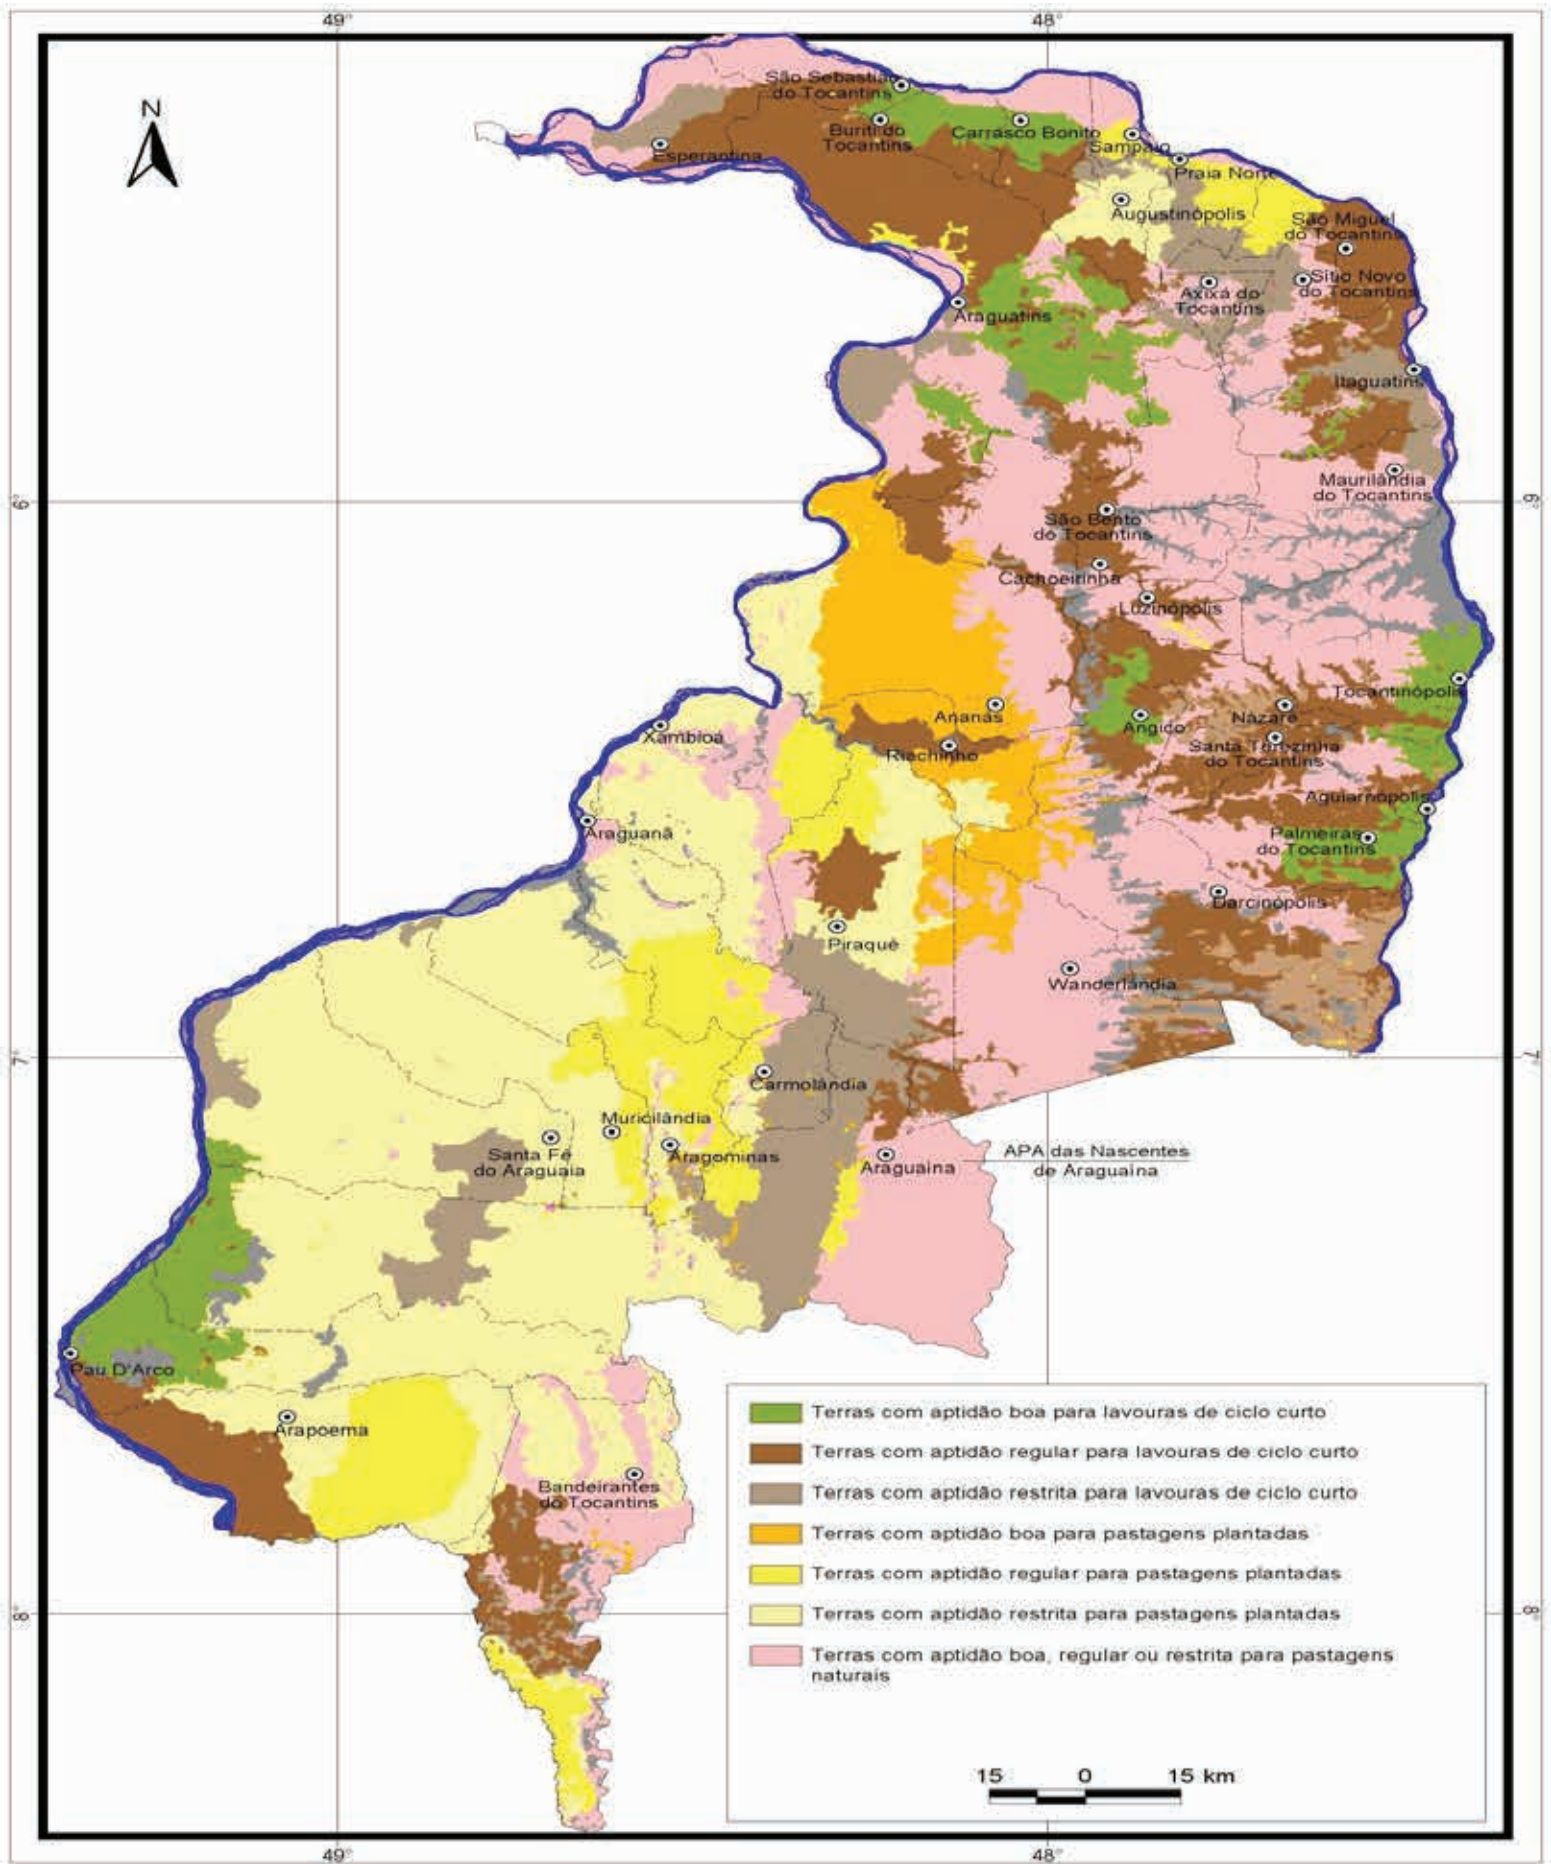 49°
48°
N
São Sebastião
do Tocantins
Buriti do
Tocantins
Carrasco Bonito
Sampaio
Esperantina
Praia Norte
Augustinópolis
São Miguel
do Tocantins
Sítio Novo
do Tocantins
Axixá do
Tocantins
Araguatins
Itaguatins
Maurilândia
do Tocantins
6°
6°
São Bento
do Tocantins
Cachoeirinha
Luzinópolis
Tocantinópolis
Ananás
Angico
Nazaré
Xambioá
Riachinho
Santa Terezinha
do Tocantins
Aguiarnópolis
Araguanã
Palmeiras
do Tocantins
Darcinópolis
Piraquê
Wanderlândia
7°
7°
Carmolândia
Muricilândia
Santa Fé
do Araguaia
Aragominas
Araguaína
APA das Nascentes
de Araguaína
Pau D'Arco
Arapoema
Bandeirantes
do Tocantins
Terras com aptidão boa para lavouras de ciclo curto
Terras com aptidão regular para lavouras de ciclo curto
Terras com aptidão restrita para lavouras de ciclo curto
Terras com aptidão boa para pastagens plantadas
Terras com aptidão regular para pastagens plantadas
8°
8°
Terras com aptidão restrita para pastagens plantadas
Terras com aptidão boa, regular ou restrita para pastagens
naturais
15 0 15 km
49°
48°